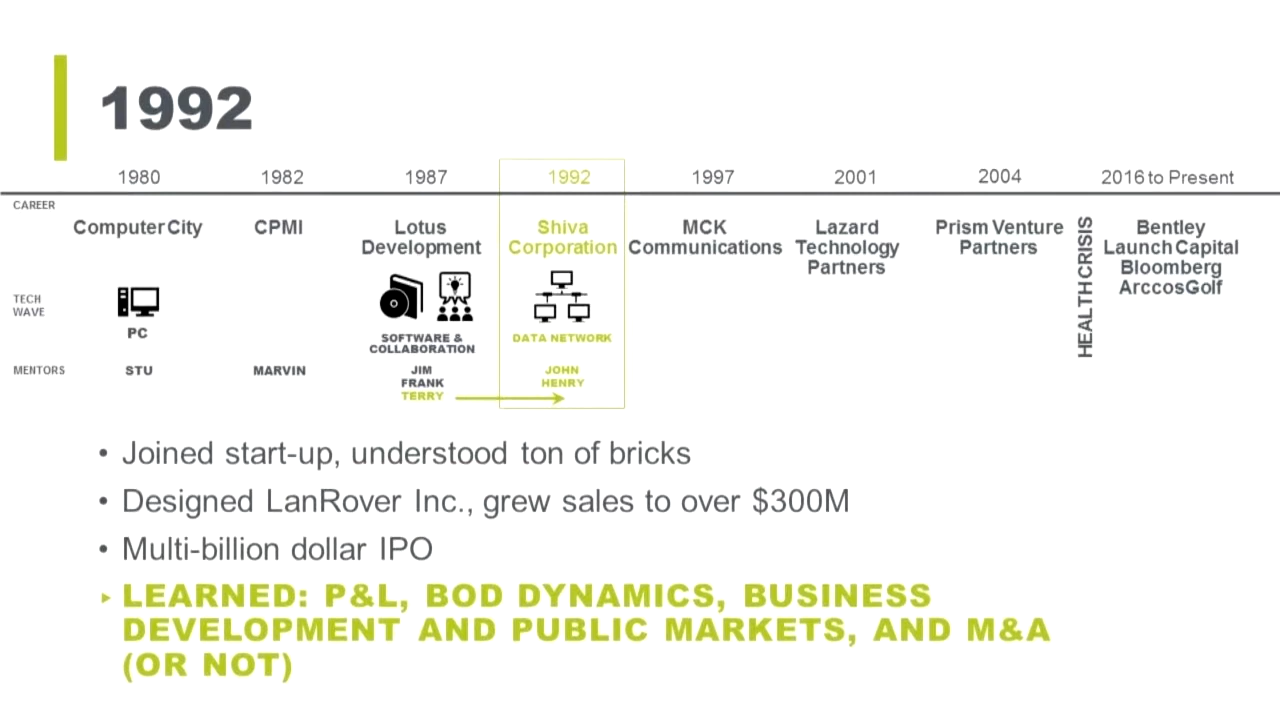 1992
1980 1982 1987 1992 1997 2001 2004 2016 to Present
CAREER
Computer City CPMI Lotus Shiva MCK Lazard Prism Venture Bentley
Development Corporation Communications Technology Partners Launch Capital
Partners Bloomberg
ArccosGolf
HEALTH CRISIS
TECH
WAVE
PC SOFTWARE & DATA NETWORK
COLLABORATION
MENTORS STU MARVIN JIM JOHN
FRANK HENRY
TERRY
• Joined start-up, understood ton of bricks
• Designed LanRover Inc., grew sales to over $300M
• Multi-billion dollar IPO
▸ LEARNED: P&L, BOD DYNAMICS, BUSINESS
DEVELOPMENT AND PUBLIC MARKETS, AND M&A
(OR NOT)